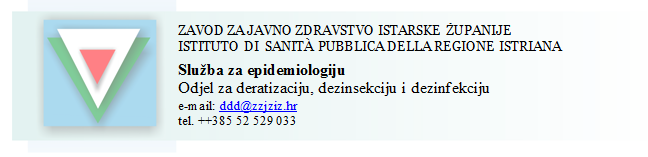 ZAVOD ZA JAVNO ZDRAVSTVO ISTARSKE ŽUPANIJE
ISTITUTO DI SANITÀ PUBBLICA DELLA REGIONE ISTRIANA
Služba za epidemiologiju
Odjel za deratizaciju, dezinsekciju i dezinfekciju
e-mail: ddd@zzjziz.hr
tel. ++385 52 529 033